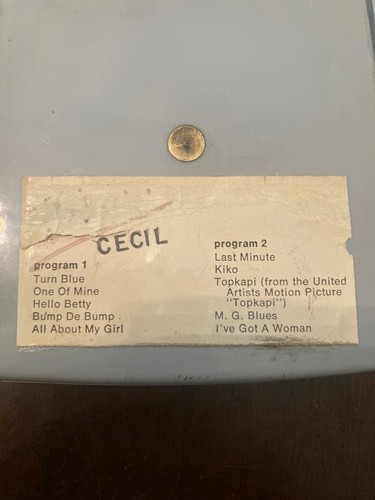 CECIL
program 1
Turn Blue
One Of Mine
Hello Betty
Bump De Bump
All About My Girl
program 2
Last Minute
Kiko
Topkapi (from the United
Artists Motion Picture
"Topkapi")
M. G. Blues
I've Got A Woman